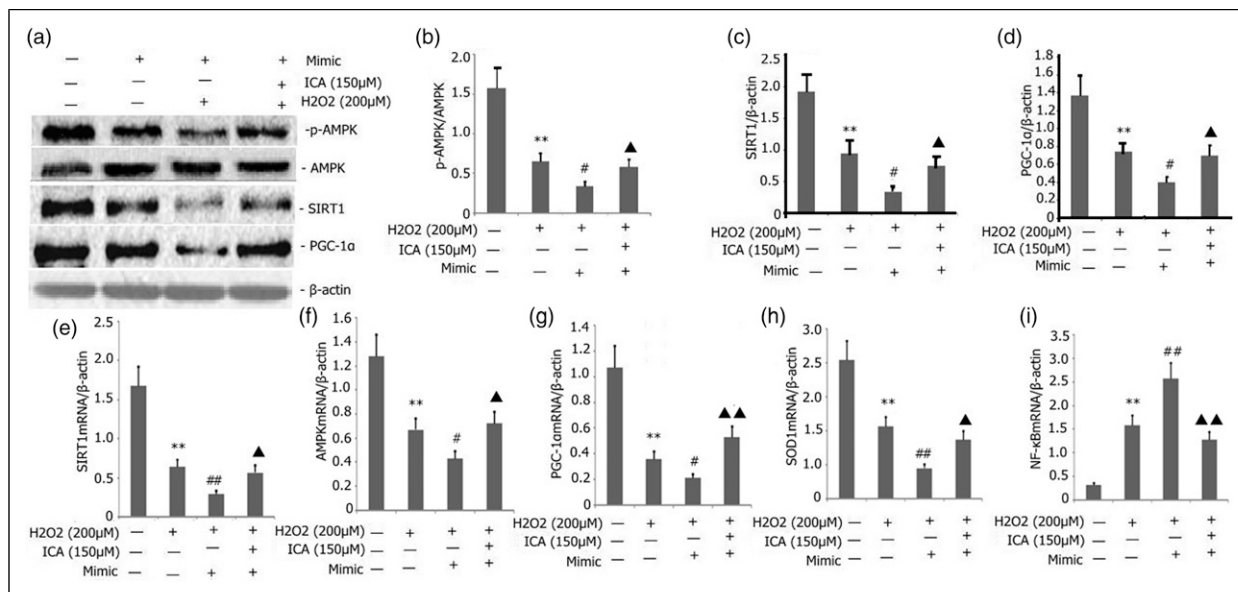 (a)
— + + + Mimic
— — — + ICA (150µM)
— — + + H2O2 (200µM)
-p-AMPK
- AMPK
- SIRT1
- PGC-1α
- β-actin
(b)
p-AMPK/AMPK
2.0
1.5
1.0
0.5
0
** # ▲
H2O2 (200µM) — + + +
ICA (150µM) — — — +
Mimic — — + +
(c)
SIRT1/β-actin
2.5
2.0
1.5
1.0
0.5
0
** # ▲
H2O2 (200µM) — + + +
ICA (150µM) — — — +
Mimic — — + +
(d)
PGC-1α/β-actin
1.8
1.6
1.4
1.2
1.0
0.8
0.6
0.4
0.2
0
** # ▲
H2O2 (200µM) — + + +
ICA (150µM) — — — +
Mimic — — + +
(e)
SIRT1mRNA/β-actin
2.5
2.0
1.5
1.0
0.5
0
** ## ▲
H2O2 (200µM) — + + +
ICA (150µM) — — — +
Mimic — — + +
(f)
AMPKmRNA/β-actin
1.6
1.4
1.2
1.0
0.8
0.6
0.4
0.2
0
** # ▲
H2O2 (200µM) — + + +
ICA (150µM) — — — +
Mimic — — + +
(g)
PGC-1αmRNA/β-actin
1.4
1.2
1.0
0.8
0.6
0.4
0.2
0
** # ▲▲
H2O2 (200µM) — + + +
ICA (150µM) — — — +
Mimic — — + +
(h)
SOD1mRNA/β-actin
3.0
2.5
2.0
1.5
1.0
0.5
0
** ## ▲
H2O2 (200µM) — + + +
ICA (150µM) — — — +
Mimic — — + +
(i)
NF-κBmRNA/β-actin
3.5
3.0
2.5
2.0
1.5
1.0
0.5
0
** ## ▲▲
H2O2 (200µM) — + + +
ICA (150µM) — — — +
Mimic — — + +